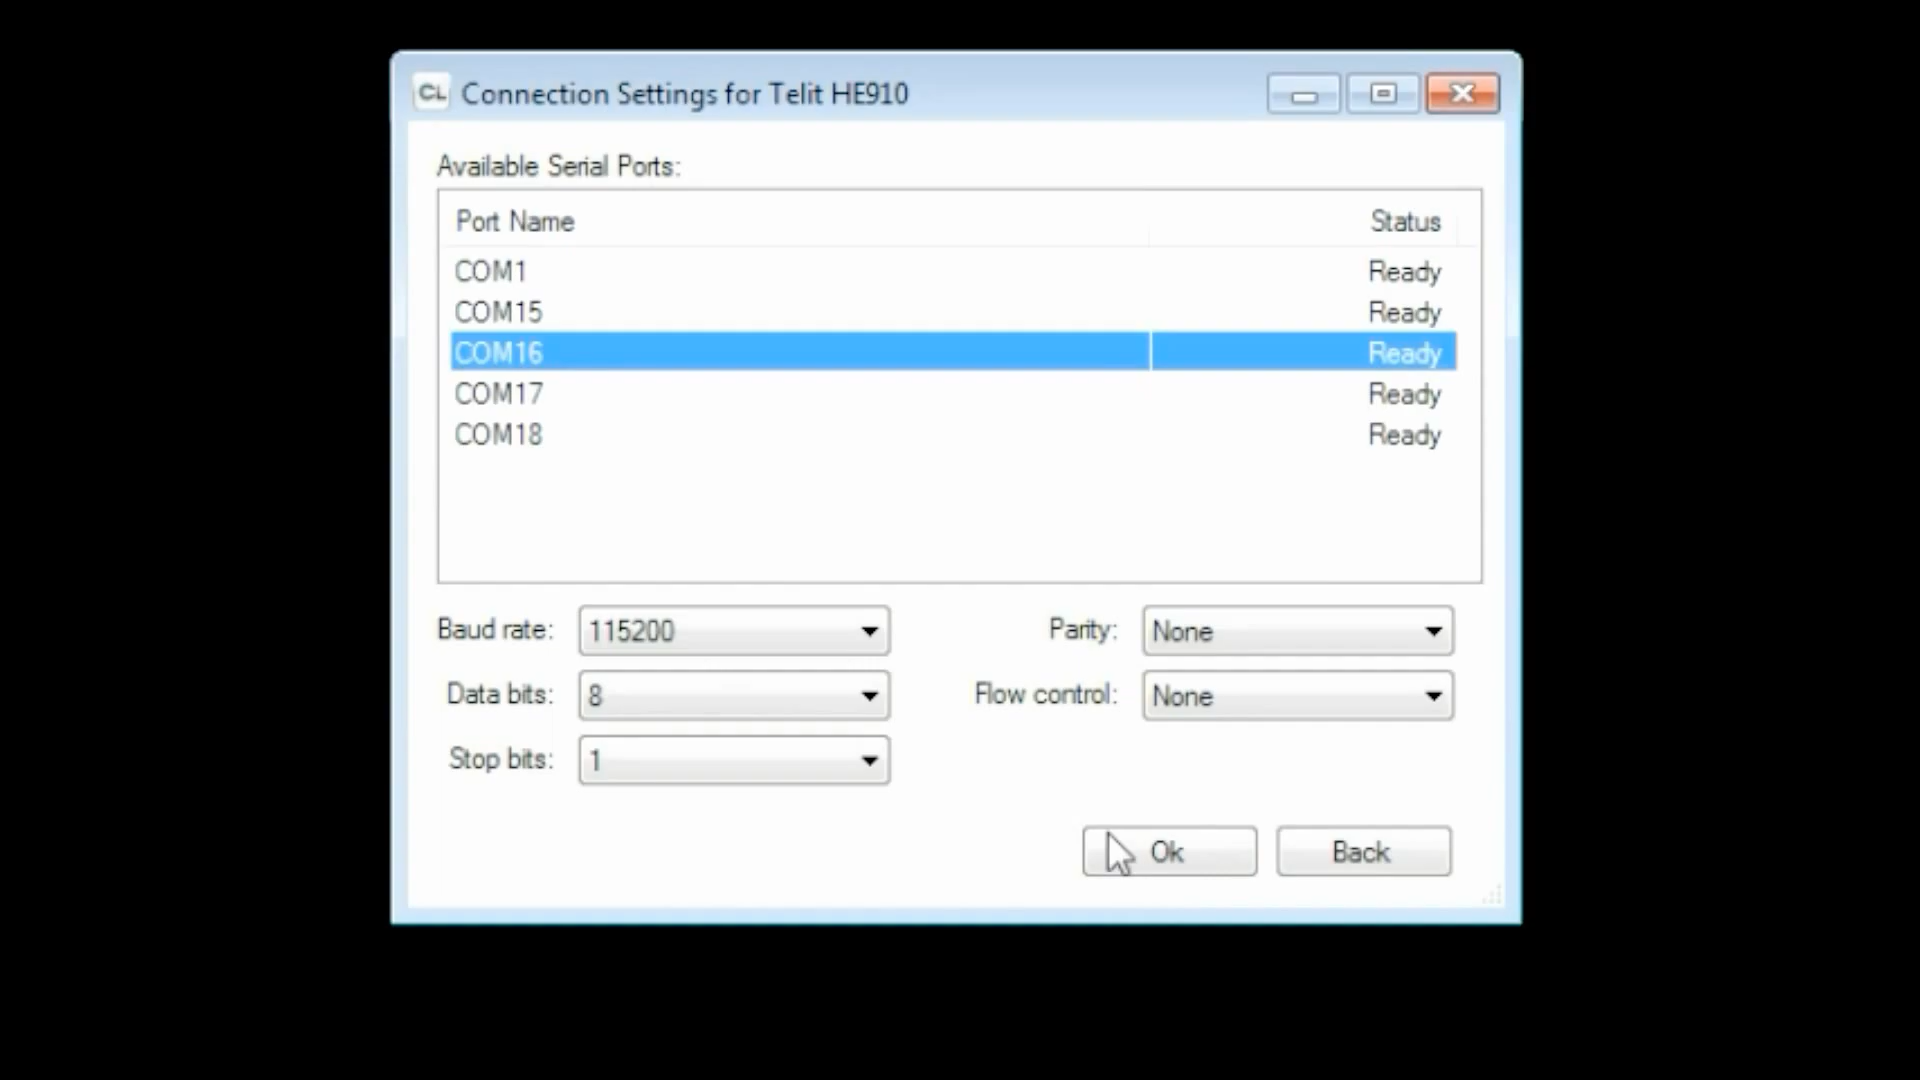 CL Connection Settings for Telit HE910
Available Serial Ports:
Port Name Status
COM1 Ready
COM15 Ready
COM16 Ready
COM17 Ready
COM18 Ready
Baud rate: 115200 Parity: None
Data bits: 8 Flow control: None
Stop bits: 1
Ok Back